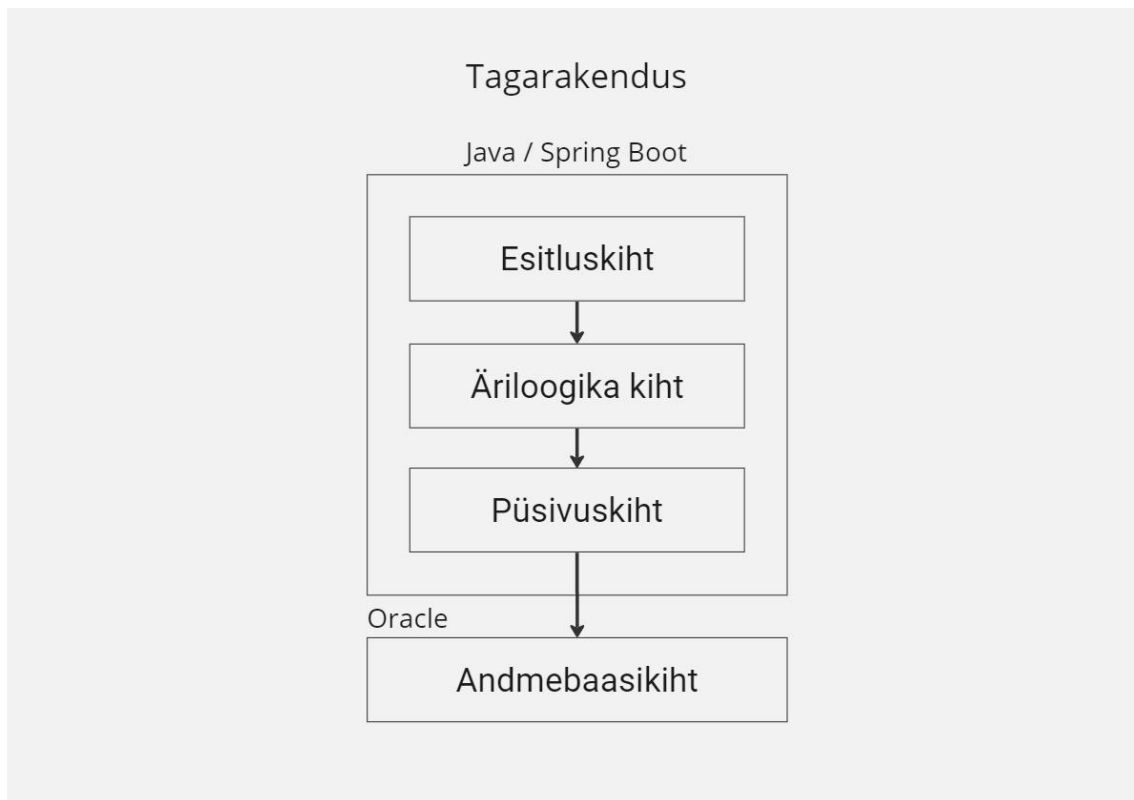 Tagarakendus
Java / Spring Boot
Esitluskiht
Äriloogika kiht
Püsivuskiht
Oracle
Andmebaasikiht